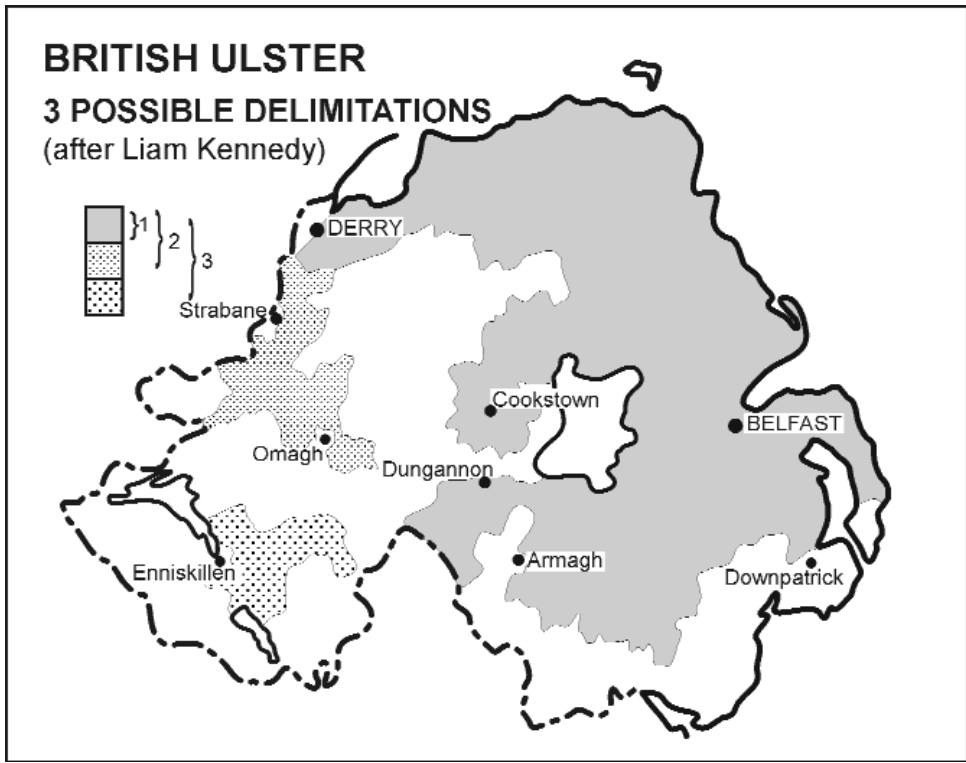 BRITISH ULSTER
3 POSSIBLE DELIMITATIONS
(after Liam Kennedy)
1
2
3
DERRY
Strabane
Cookstown
BELFAST
Omagh
Dungannon
Armagh
Enniskillen
Downpatrick